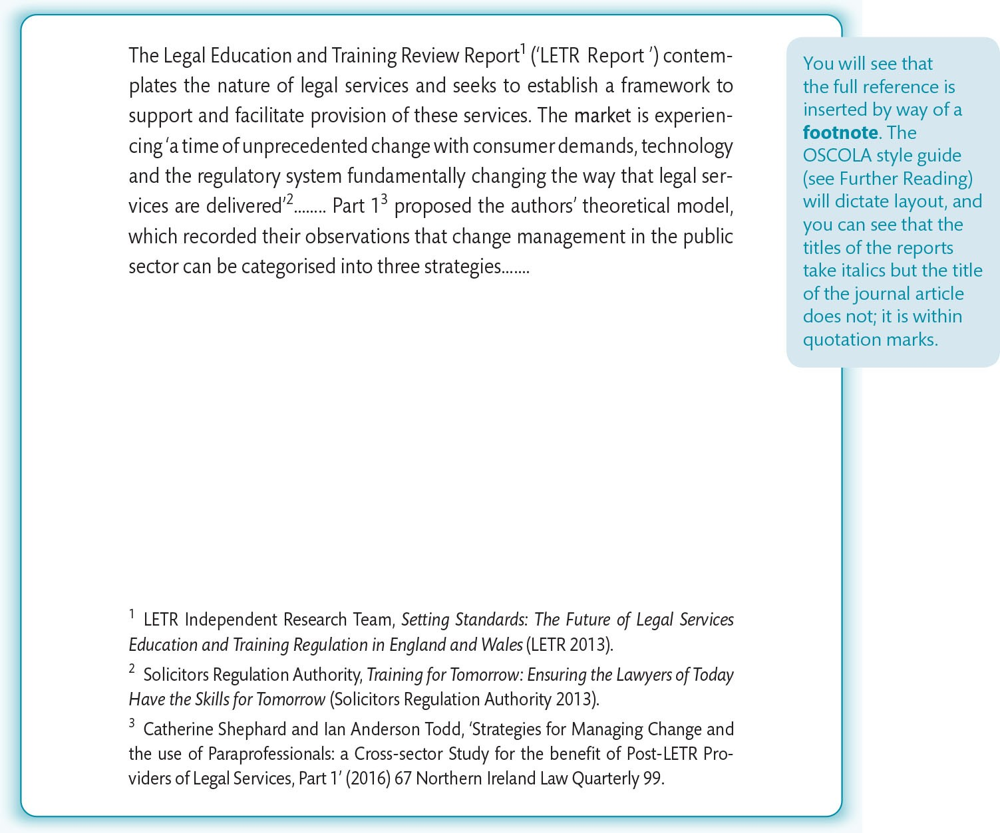 The Legal Education and Training Review Report¹ (‘LETR Report ’) contem-
plates the nature of legal services and seeks to establish a framework to
support and facilitate provision of these services. The market is experien-
cing ‘a time of unprecedented change with consumer demands, technology
and the regulatory system fundamentally changing the way that legal ser-
vices are delivered’²........ Part 1³ proposed the authors’ theoretical model,
which recorded their observations that change management in the public
sector can be categorised into three strategies.......
You will see that
the full reference is
inserted by way of a
footnote. The
OSCOLA style guide
(see Further Reading)
will dictate layout, and
you can see that the
titles of the reports
take italics but the title
of the journal article
does not; it is within
quotation marks.
¹ LETR Independent Research Team, Setting Standards: The Future of Legal Services
Education and Training Regulation in England and Wales (LETR 2013).
² Solicitors Regulation Authority, Training for Tomorrow: Ensuring the Lawyers of Today
Have the Skills for Tomorrow (Solicitors Regulation Authority 2013).
³ Catherine Shephard and Ian Anderson Todd, ‘Strategies for Managing Change and
the use of Paraprofessionals: a Cross-sector Study for the benefit of Post-LETR Pro-
viders of Legal Services, Part 1’ (2016) 67 Northern Ireland Law Quarterly 99.